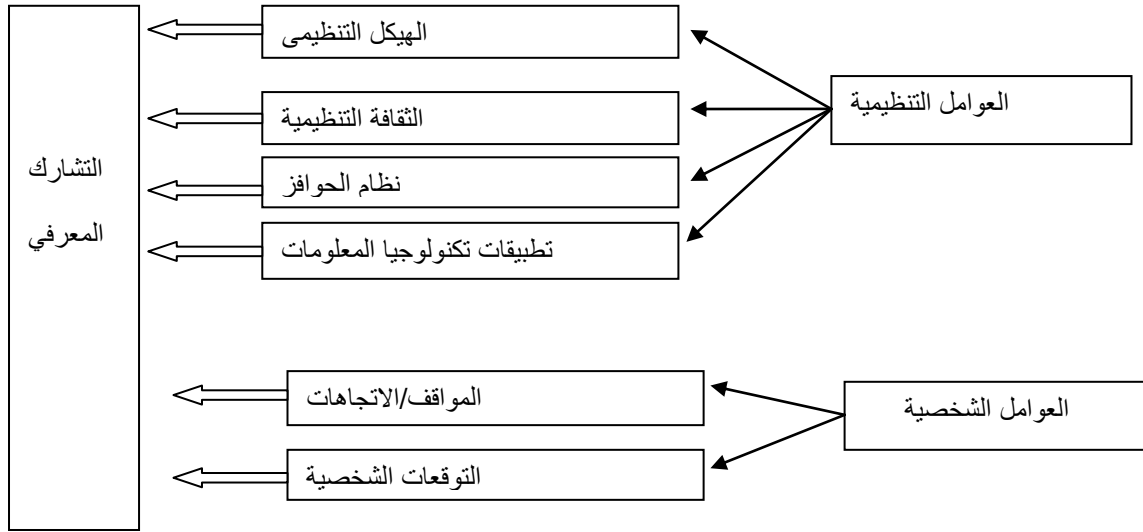 العوامل التنظيمية
الهيكل التنظيمى
الثقافة التنظيمية
نظام الحوافز
تطبيقات تكنولوجيا المعلومات
العوامل الشخصية
المواقف/الاتجاهات
التوقعات الشخصية
التشارك
المعرفي